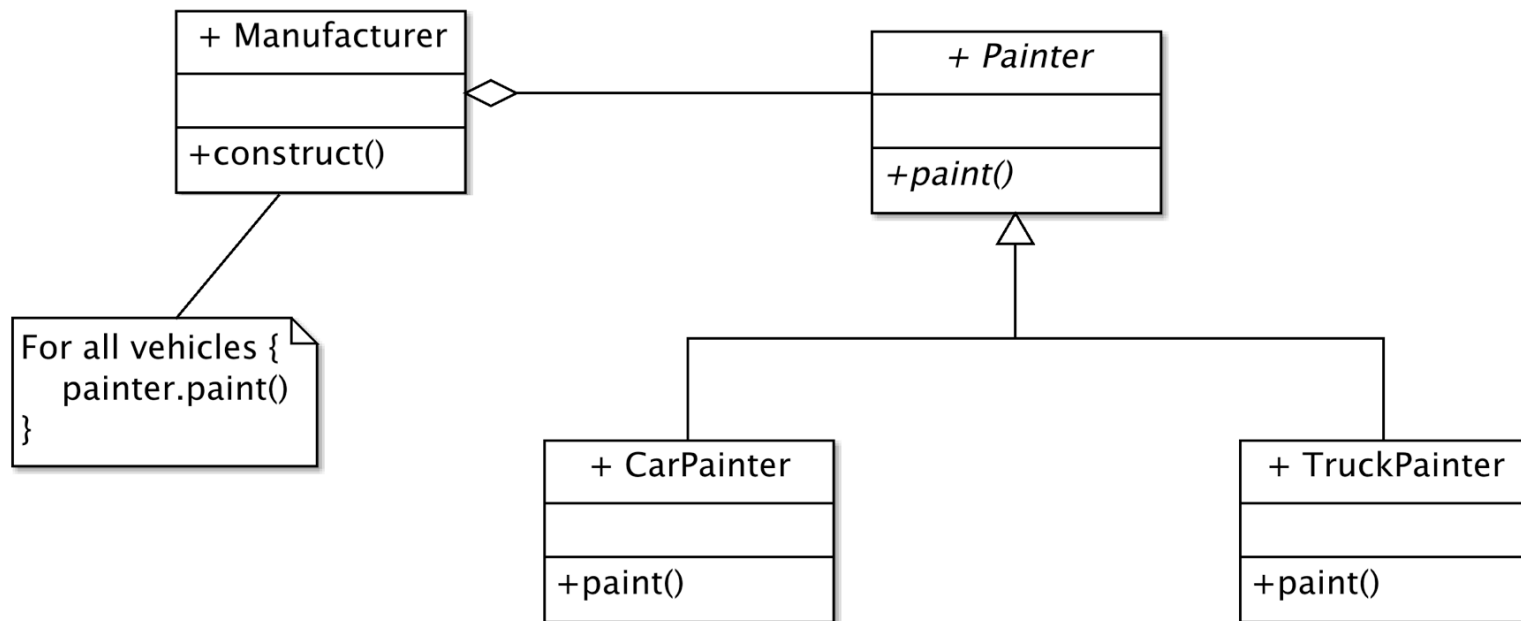 + Manufacturer
+construct()
+ Painter
+paint()
For all vehicles {
painter.paint()
}
+ CarPainter
+paint()
+ TruckPainter
+paint()